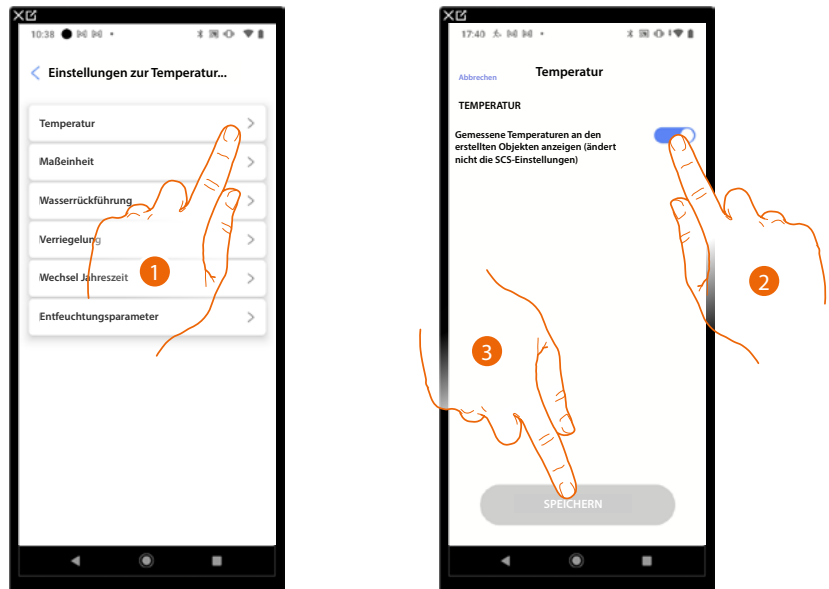 10:38
Einstellungen zur Temperatur...
Temperatur
Maßeinheit
Wasserrückführung
Verriegelung
Wechsel Jahreszeit
Entfeuchtungsparameter
1
17:40
Abbrechen
Temperatur
TEMPERATUR
Gemessene Temperaturen an den
erstellten Objekten anzeigen (ändert
nicht die SCS-Einstellungen)
2
3
SPEICHERN